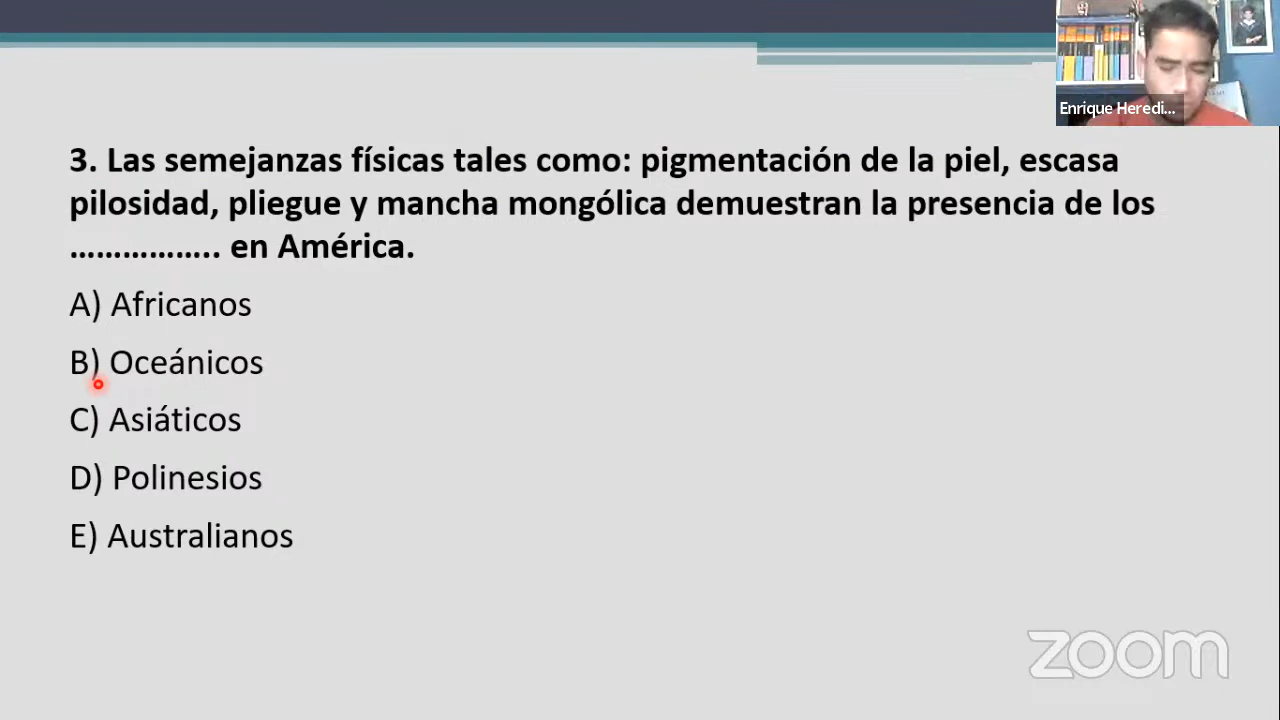 Enrique Heredi...
3. Las semejanzas físicas tales como: pigmentación de la piel, escasa
pilosidad, pliegue y mancha mongólica demuestran la presencia de los
…………….. en América.
A) Africanos
B) Oceánicos
C) Asiáticos
D) Polinesios
E) Australianos
zoom